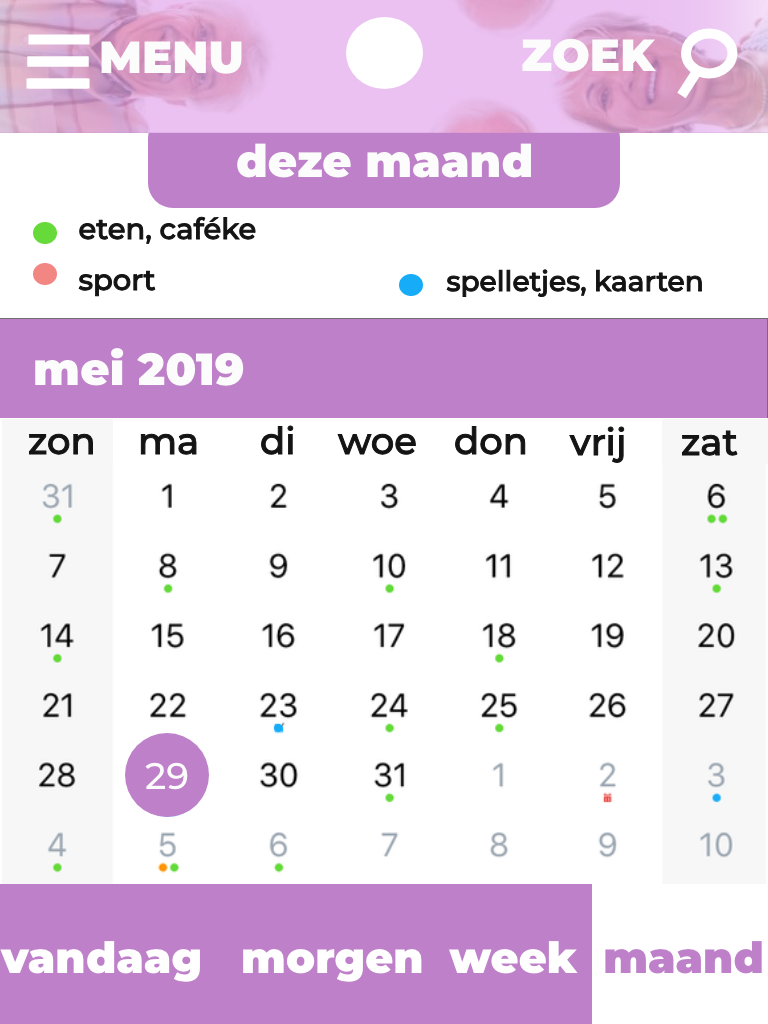 MENU ZOEK
deze maand
eten, caféke
sport spelletjes, kaarten
mei 2019
zon ma di woe don vrij zat
31 1 2 3 4 5 6
7 8 9 10 11 12 13
14 15 16 17 18 19 20
21 22 23 24 25 26 27
28 29 30 31 1 2 3
4 5 6 7 8 9 10
vandaag morgen week maand